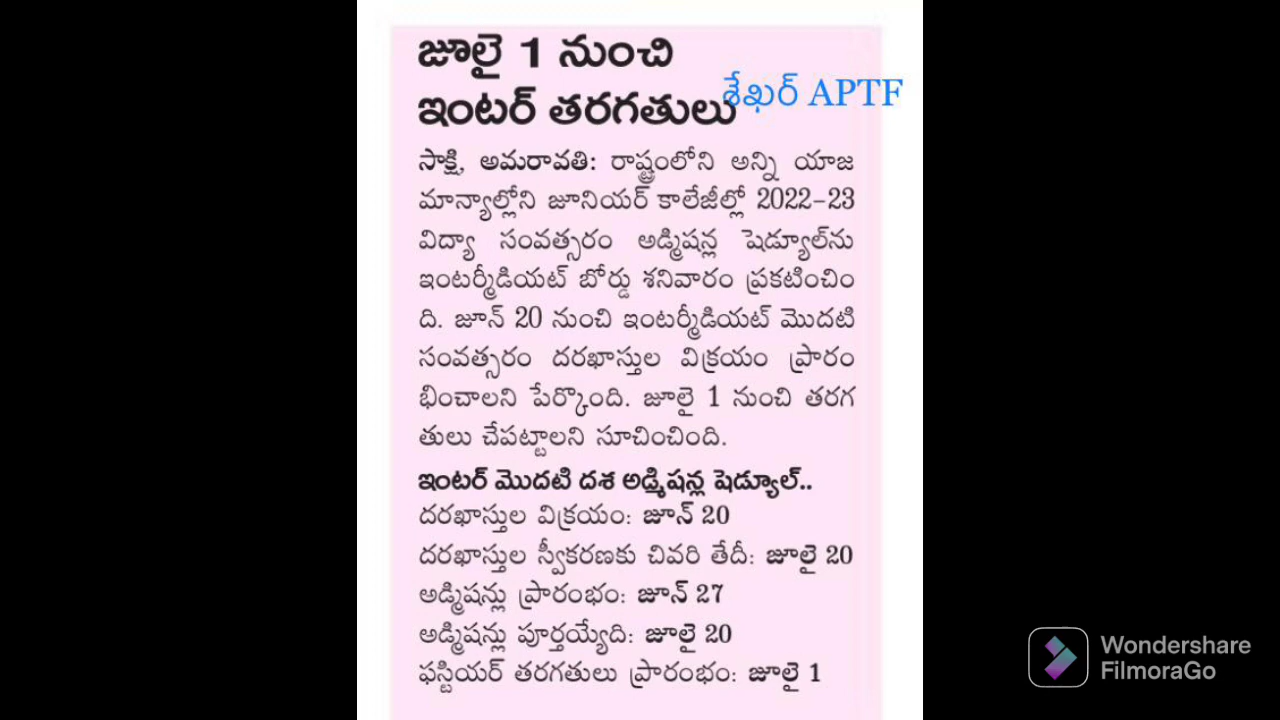 జూలై 1 నుంచి
ఇంటర్ తరగతులు
శేఖర్ APTF
సాక్షి, అమరావతి: రాష్ట్రంలోని అన్ని యాజ
మాన్యాల్లోని జూనియర్ కాలేజీల్లో 2022–23
విద్యా సంవత్సరం అడ్మిషన్ల షెడ్యూల్‌ను
ఇంటర్మీడియట్ బోర్డు శనివారం ప్రకటించిం
ది. జూన్ 20 నుంచి ఇంటర్మీడియట్ మొదటి
సంవత్సరం దరఖాస్తుల విక్రయం ప్రారం
భించాలని పేర్కొంది. జూలై 1 నుంచి తరగ
తులు చేపట్టాలని సూచించింది.
ఇంటర్ మొదటి దశ అడ్మిషన్ల షెడ్యూల్..
దరఖాస్తుల విక్రయం: జూన్ 20
దరఖాస్తుల స్వీకరణకు చివరి తేదీ: జూలై 20
అడ్మిషన్లు ప్రారంభం: జూన్ 27
అడ్మిషన్లు పూర్తయ్యేది: జూలై 20
ఫస్టియర్ తరగతులు ప్రారంభం: జూలై 1
Wondershare
FilmoraGo